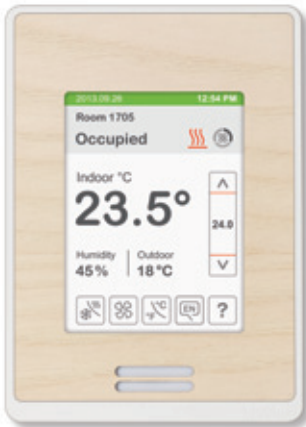 2013.09.26 12:54 PM
Room 1705
Occupied
Indoor °C
23.5°
24.0
Humidity Outdoor
45% 18°C
°F °C
EN
?